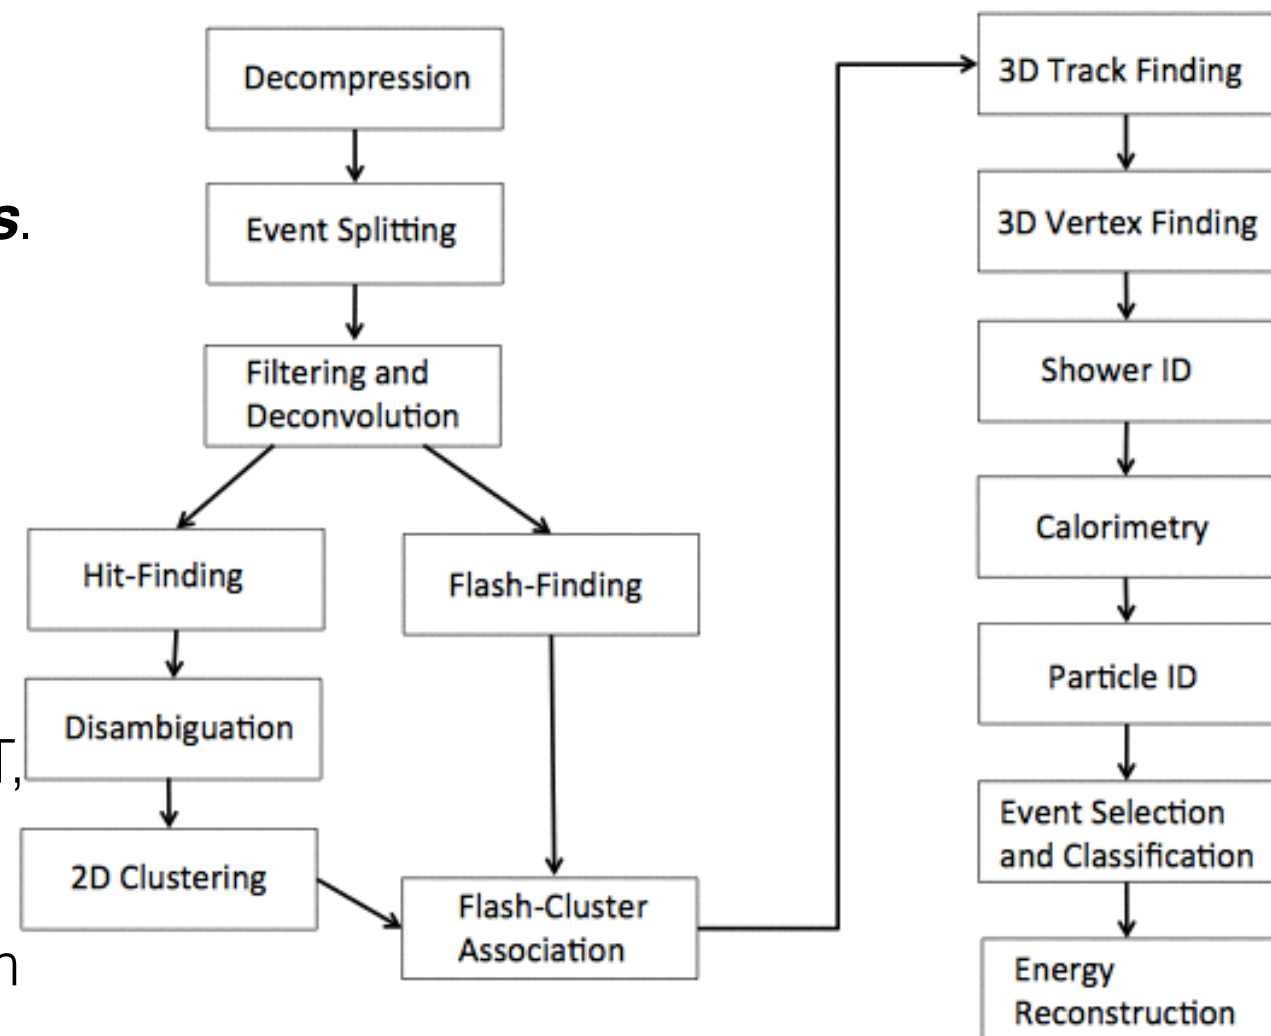 s.
T,
n
Decompression
Event Splitting
Filtering and
Deconvolution
Hit-Finding
Flash-Finding
Disambiguation
2D Clustering
Flash-Cluster
Association
3D Track Finding
3D Vertex Finding
Shower ID
Calorimetry
Particle ID
Event Selection
and Classification
Energy
Reconstruction